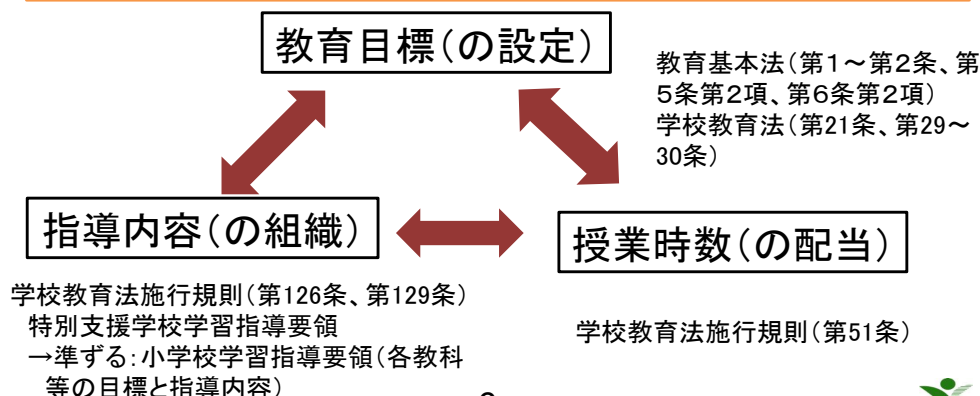 教育目標(の設定)
教育基本法(第1～第2条、第
5条第2項、第6条第2項)
学校教育法(第21条、第29～
30条)
指導内容(の組織)
授業時数(の配当)
学校教育法施行規則(第126条、第129条)
特別支援学校学習指導要領
→準ずる:小学校学習指導要領(各教科
等の目標と指導内容)
学校教育法施行規則(第51条)